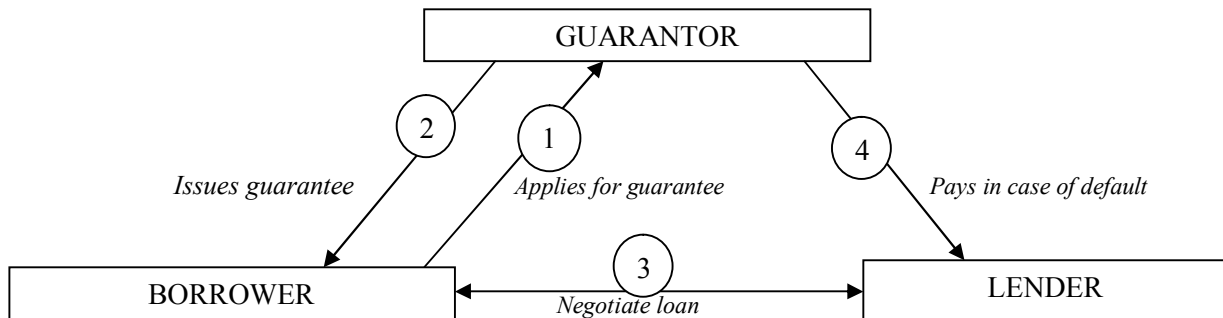 GUARANTOR
2
1
4
Issues guarantee
Applies for guarantee
Pays in case of default
3
BORROWER
Negotiate loan
LENDER